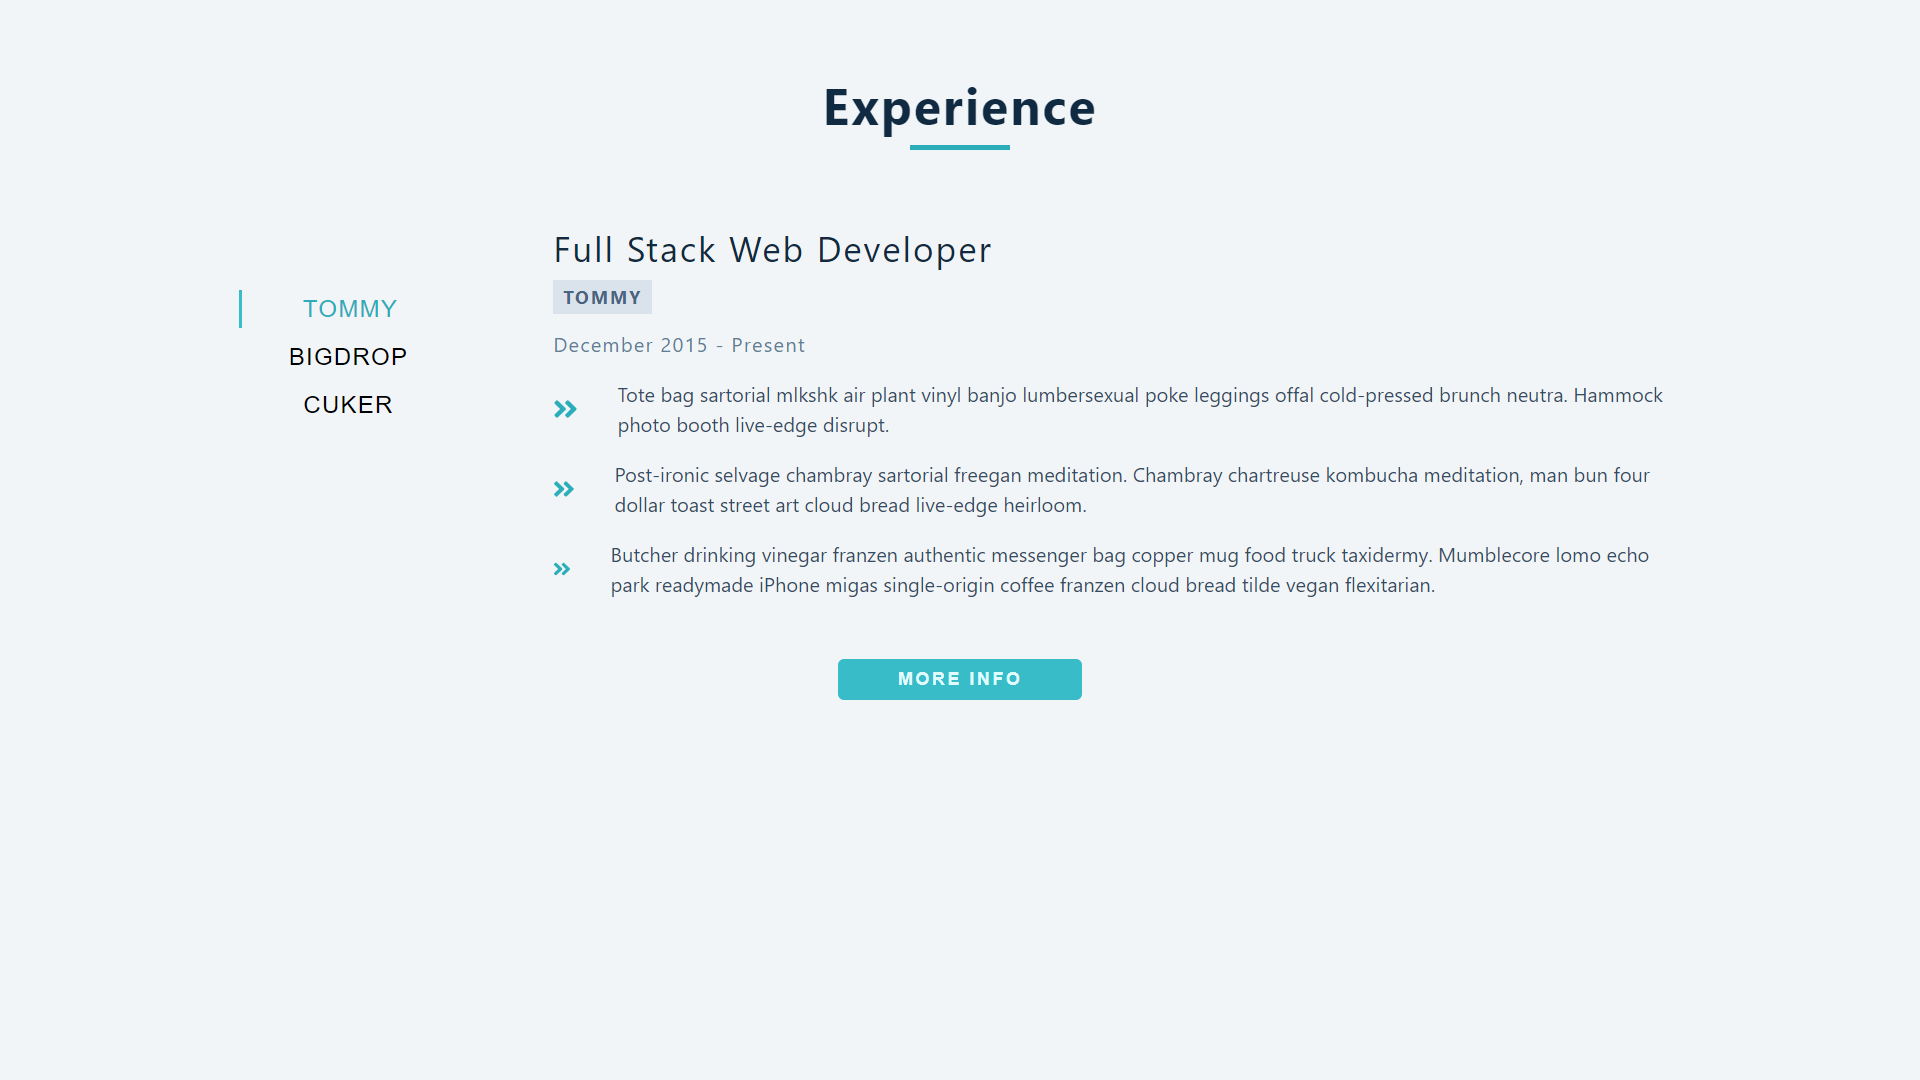 Experience
TOMMY
BIGDROP
CUKER
Full Stack Web Developer
TOMMY
December 2015 - Present
Tote bag sartorial mlkshk air plant vinyl banjo lumbersexual poke leggings offal cold-pressed brunch neutra. Hammock
photo booth live-edge disrupt.
Post-ironic selvage chambray sartorial freegan meditation. Chambray chartreuse kombucha meditation, man bun four
dollar toast street art cloud bread live-edge heirloom.
Butcher drinking vinegar franzen authentic messenger bag copper mug food truck taxidermy. Mumblecore lomo echo
park readymade iPhone migas single-origin coffee franzen cloud bread tilde vegan flexitarian.
MORE INFO